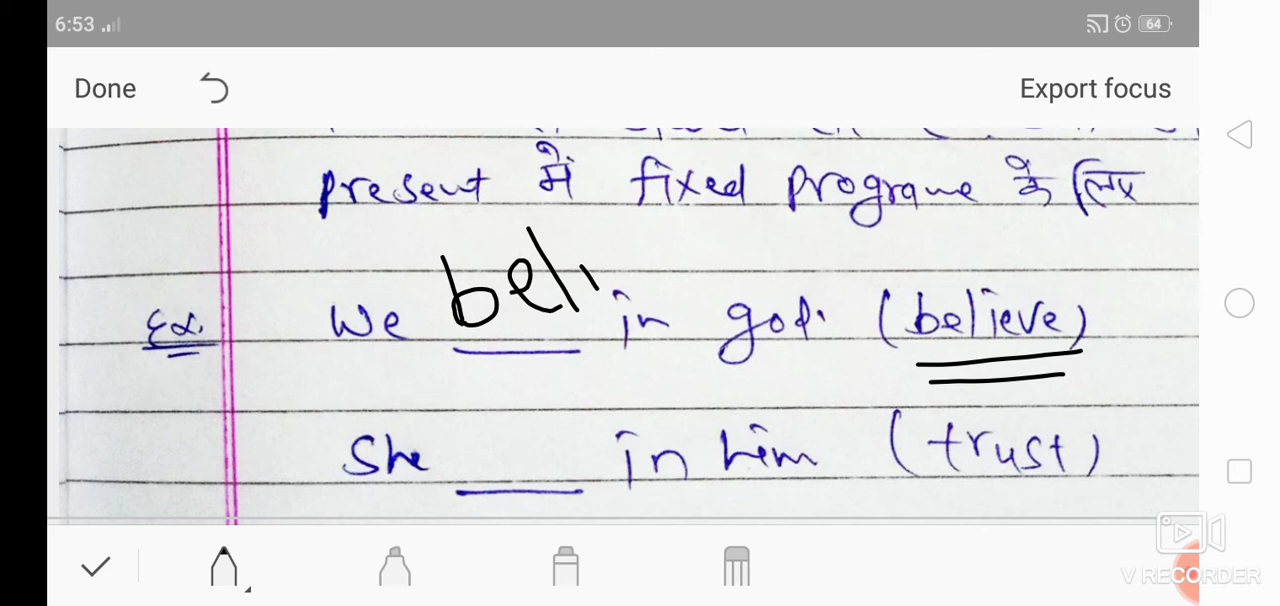 6:53 64
Done Export focus
present में fixed programe के लिए
Ex. We beli in god. (believe)
She ____ in him (trust)
V RECORDER